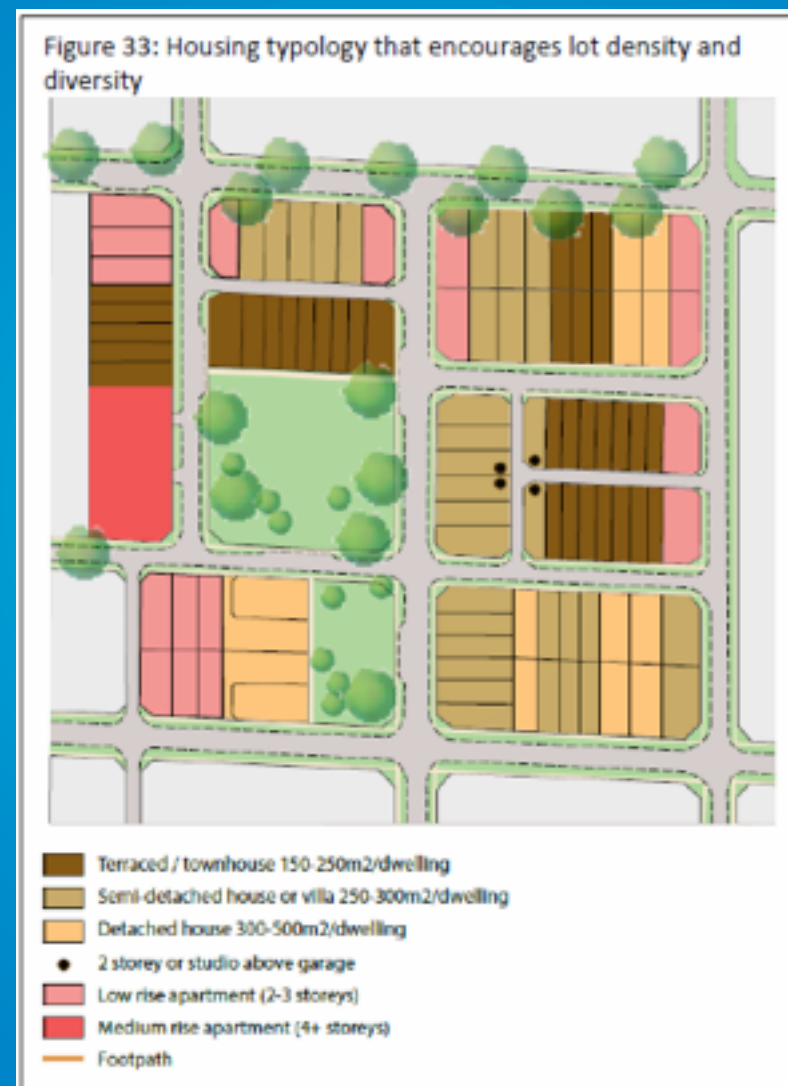 Figure 33: Housing typology that encourages lot density and
diversity
Terraced / townhouse 150-250m2/dwelling
Semi-detached house or villa 250-300m2/dwelling
Detached house 300-500m2/dwelling
2 storey or studio above garage
Low rise apartment (2-3 storeys)
Medium rise apartment (4+ storeys)
Footpath